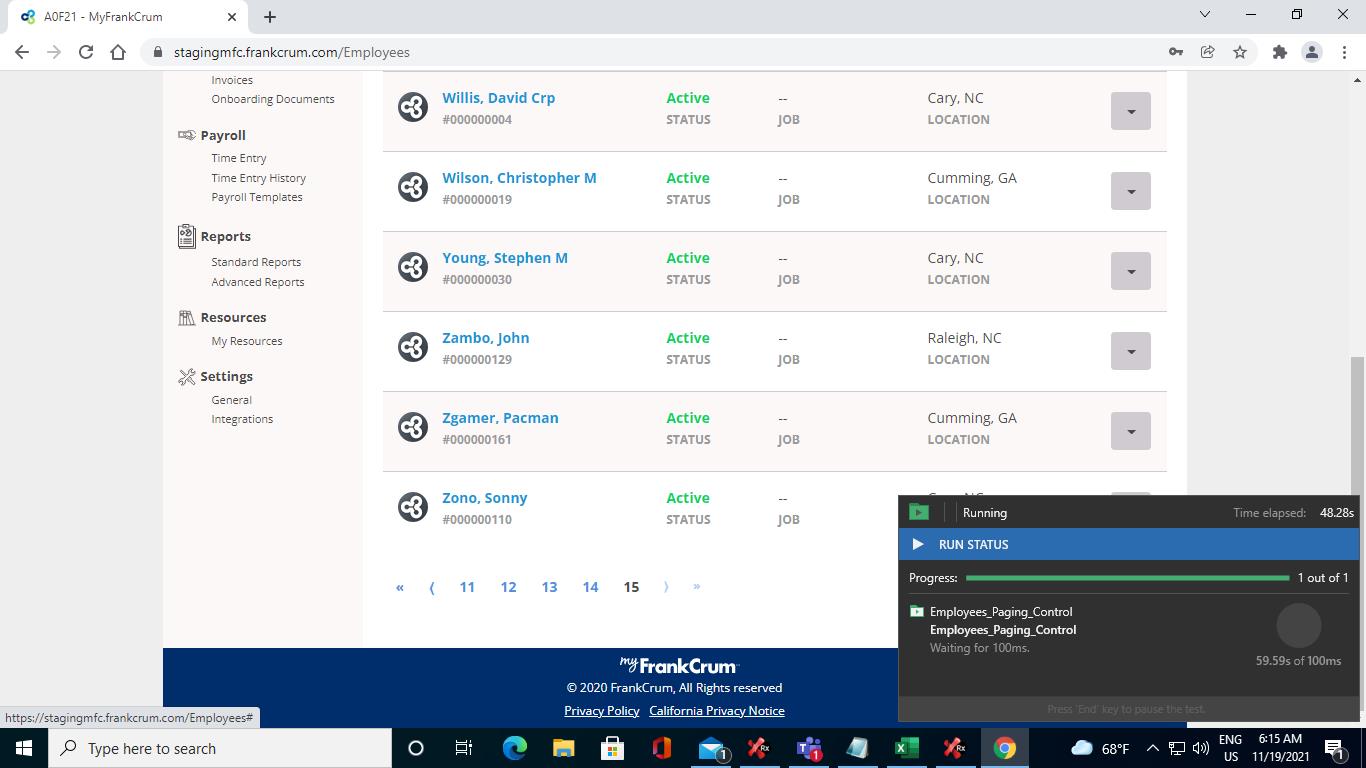 A0F21 - MyFrankCrum
stagingmfc.frankcrum.com/Employees
Invoices
Onboarding Documents
Payroll
Time Entry
Time Entry History
Payroll Templates
Reports
Standard Reports
Advanced Reports
Resources
My Resources
Settings
General
Integrations
Willis, David Crp Active -- Cary, NC
#000000004 STATUS JOB LOCATION
Wilson, Christopher M Active -- Cumming, GA
#000000019 STATUS JOB LOCATION
Young, Stephen M Active -- Cary, NC
#000000030 STATUS JOB LOCATION
Zambo, John Active -- Raleigh, NC
#000000129 STATUS JOB LOCATION
Zgamer, Pacman Active -- Cumming, GA
#000000161 STATUS JOB LOCATION
Zono, Sonny Active --
#000000110 STATUS JOB
« ⟨ 11 12 13 14 15 ⟩ »
Running Time elapsed: 48.28s
RUN STATUS
Progress: 1 out of 1
Employees_Paging_Control
Employees_Paging_Control
Waiting for 100ms.
59.59s of 100ms
Press 'End' key to pause the test.
my FrankCrum
© 2020 FrankCrum, All Rights reserved
Privacy Policy California Privacy Notice
https://stagingmfc.frankcrum.com/Employees#
Type here to search
1
Rx
1
Rx
68°F
ENG
US
6:15 AM
11/19/2021
1